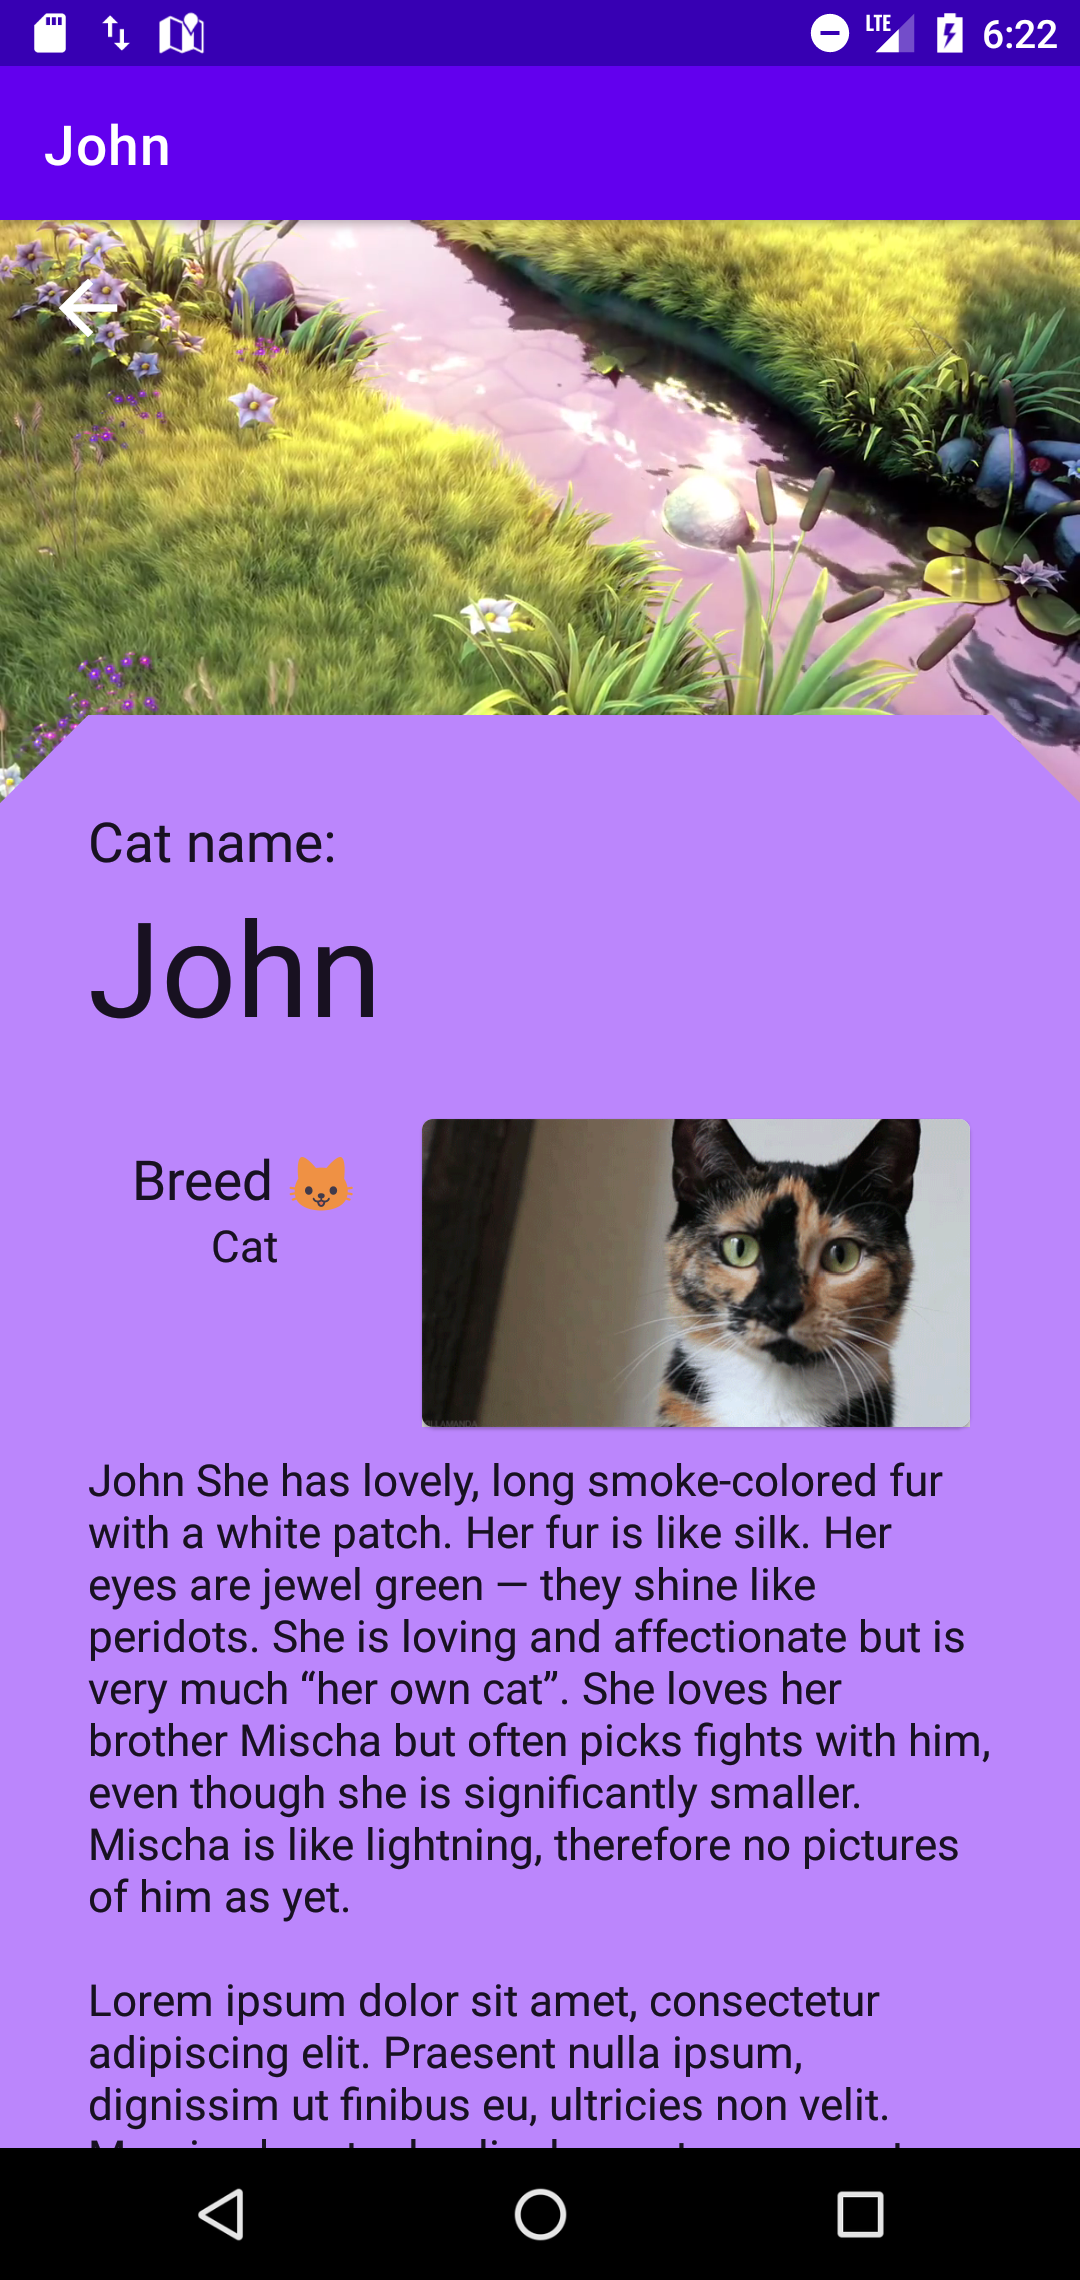 LTE 6:22
John
Cat name:
John
Breed 🐱
Cat
John She has lovely, long smoke-colored fur
with a white patch. Her fur is like silk. Her
eyes are jewel green — they shine like
peridots. She is loving and affectionate but is
very much “her own cat”. She loves her
brother Mischa but often picks fights with him,
even though she is significantly smaller.
Mischa is like lightning, therefore no pictures
of him as yet.
Lorem ipsum dolor sit amet, consectetur
adipiscing elit. Praesent nulla ipsum,
dignissim ut finibus eu, ultricies non velit.